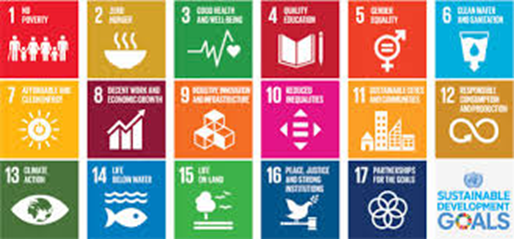 1 NO
POVERTY
2 ZERO
HUNGER
3 GOOD HEALTH
AND WELL-BEING
4 QUALITY
EDUCATION
5 GENDER
EQUALITY
6 CLEAN WATER
AND SANITATION
7 AFFORDABLE AND
CLEAN ENERGY
8 DECENT WORK AND
ECONOMIC GROWTH
9 INDUSTRY, INNOVATION
AND INFRASTRUCTURE
10 REDUCED
INEQUALITIES
11 SUSTAINABLE CITIES
AND COMMUNITIES
12 RESPONSIBLE
CONSUMPTION
AND PRODUCTION
13 CLIMATE
ACTION
14 LIFE
BELOW WATER
15 LIFE
ON LAND
16 PEACE, JUSTICE
AND STRONG
INSTITUTIONS
17 PARTNERSHIPS
FOR THE GOALS
SUSTAINABLE
DEVELOPMENT
GOALS